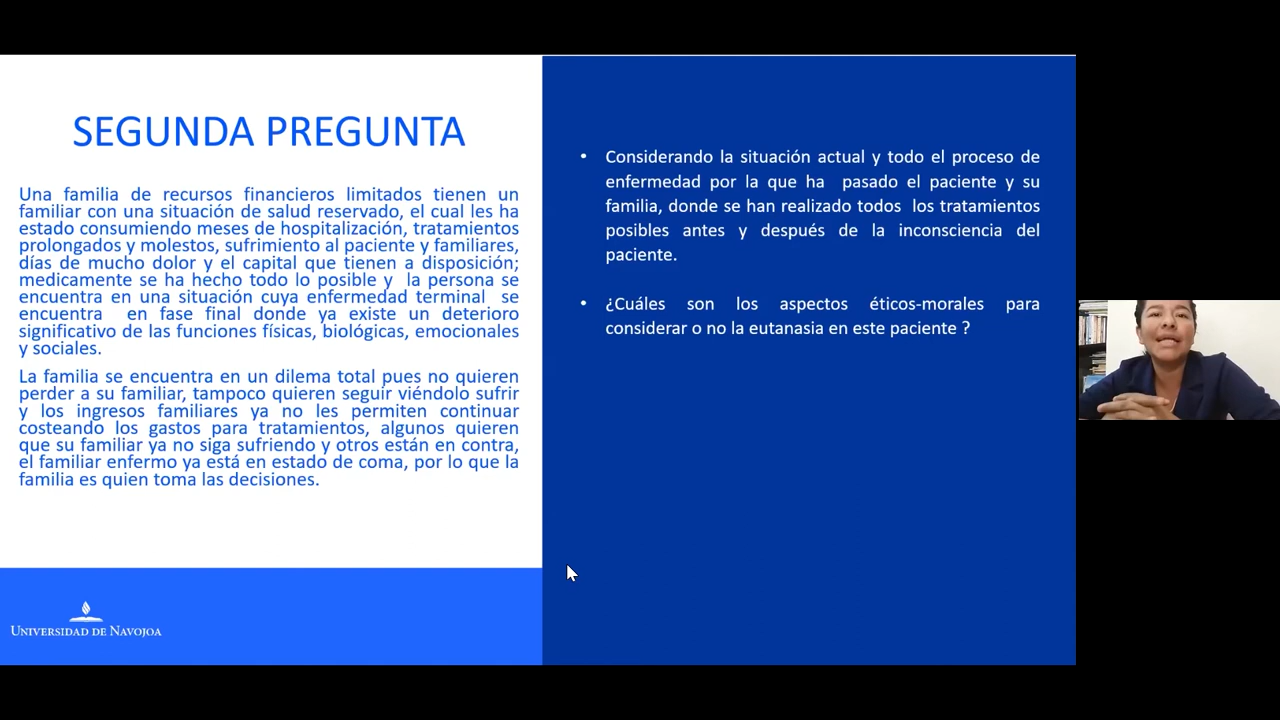 SEGUNDA PREGUNTA
Una familia de recursos financieros limitados tienen un
familiar con una situación de salud reservado, el cual les ha
estado consumiendo meses de hospitalización, tratamientos
prolongados y molestos, sufrimiento al paciente y familiares,
días de mucho dolor y el capital que tienen a disposición;
medicamente se ha hecho todo lo posible y la persona se
encuentra en una situación cuya enfermedad terminal se
encuentra en fase final donde ya existe un deterioro
significativo de las funciones físicas, biológicas, emocionales
y sociales.
La familia se encuentra en un dilema total pues no quieren
perder a su familiar, tampoco quieren seguir viéndolo sufrir
y los ingresos familiares ya no les permiten continuar
costeando los gastos para tratamientos, algunos quieren
que su familiar ya no siga sufriendo y otros están en contra,
el familiar enfermo ya está en estado de coma, por lo que la
familia es quien toma las decisiones.
UNIVERSIDAD DE NAVOJOA
• Considerando la situación actual y todo el proceso de
enfermedad por la que ha pasado el paciente y su
familia, donde se han realizado todos los tratamientos
posibles antes y después de la inconsciencia del
paciente.
• ¿Cuáles son los aspectos éticos-morales para
considerar o no la eutanasia en este paciente ?